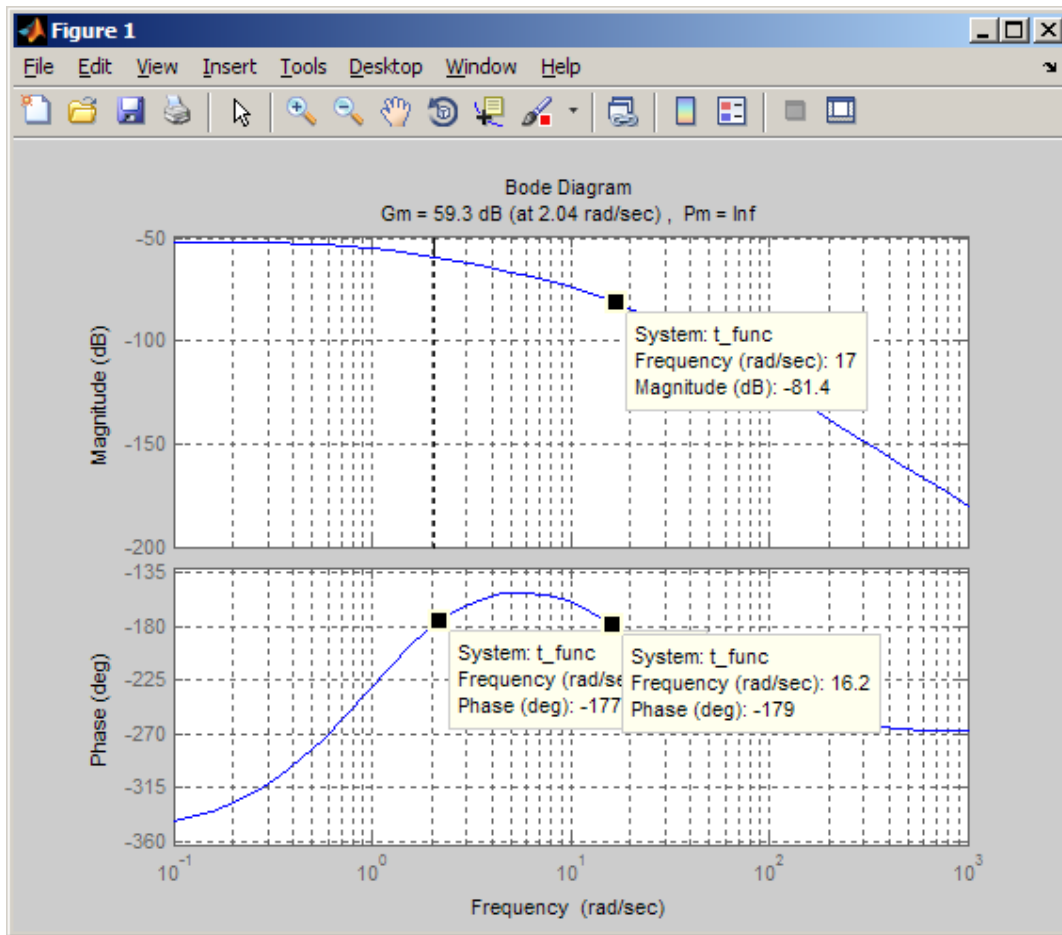 Figure 1
File Edit View Insert Tools Desktop Window Help
Bode Diagram
Gm = 59.3 dB (at 2.04 rad/sec) , Pm = Inf
Magnitude (dB)
-50
-100
-150
-200
System: t_func
Frequency (rad/sec): 17
Magnitude (dB): -81.4
Phase (deg)
-135
-180
-225
-270
-315
-360
System: t_func
Frequency (rad/se
Phase (deg): -177
System: t_func
Frequency (rad/sec): 16.2
Phase (deg): -179
10^-1 10^0 10^1 10^2 10^3
Frequency (rad/sec)